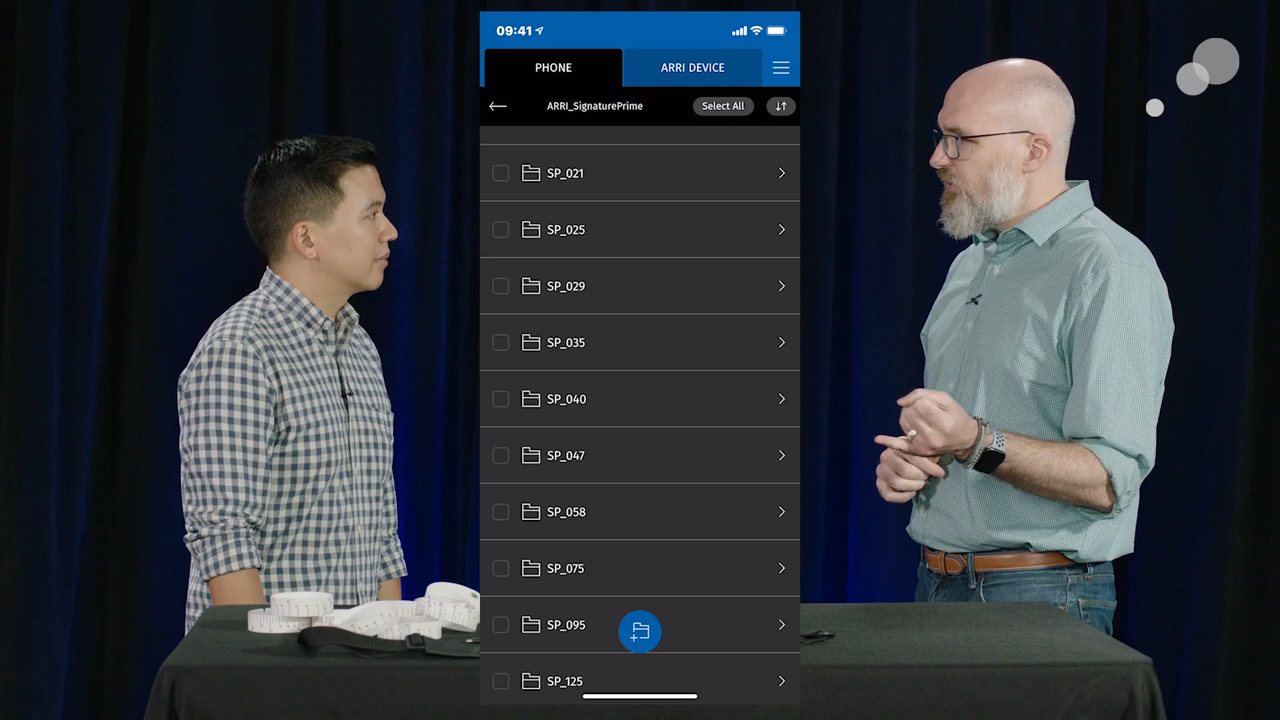 09:41
PHONE
ARRI DEVICE
ARRI_SignaturePrime
Select All
SP_021
SP_025
SP_029
SP_035
SP_040
SP_047
SP_058
SP_075
SP_095
SP_125